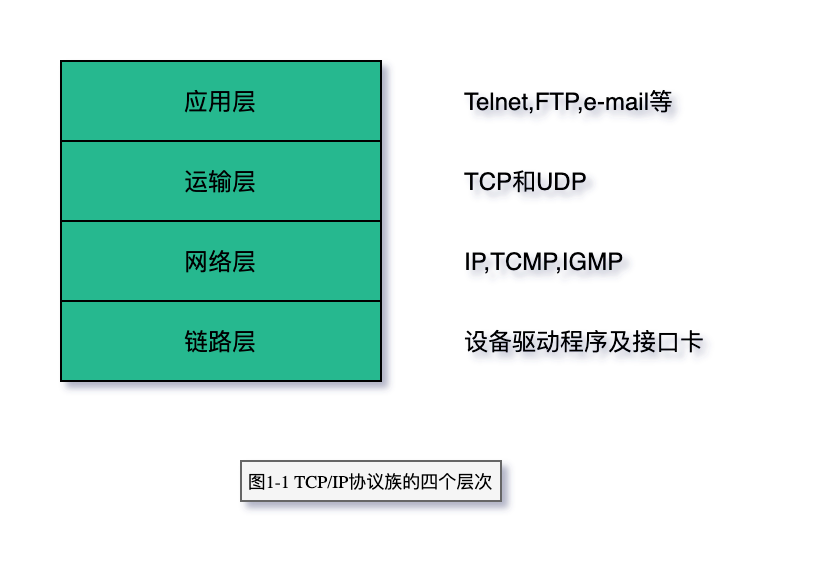 应用层 Telnet,FTP,e-mail等
运输层 TCP和UDP
网络层 IP,TCMP,IGMP
链路层 设备驱动程序及接口卡
图1-1 TCP/IP协议族的四个层次